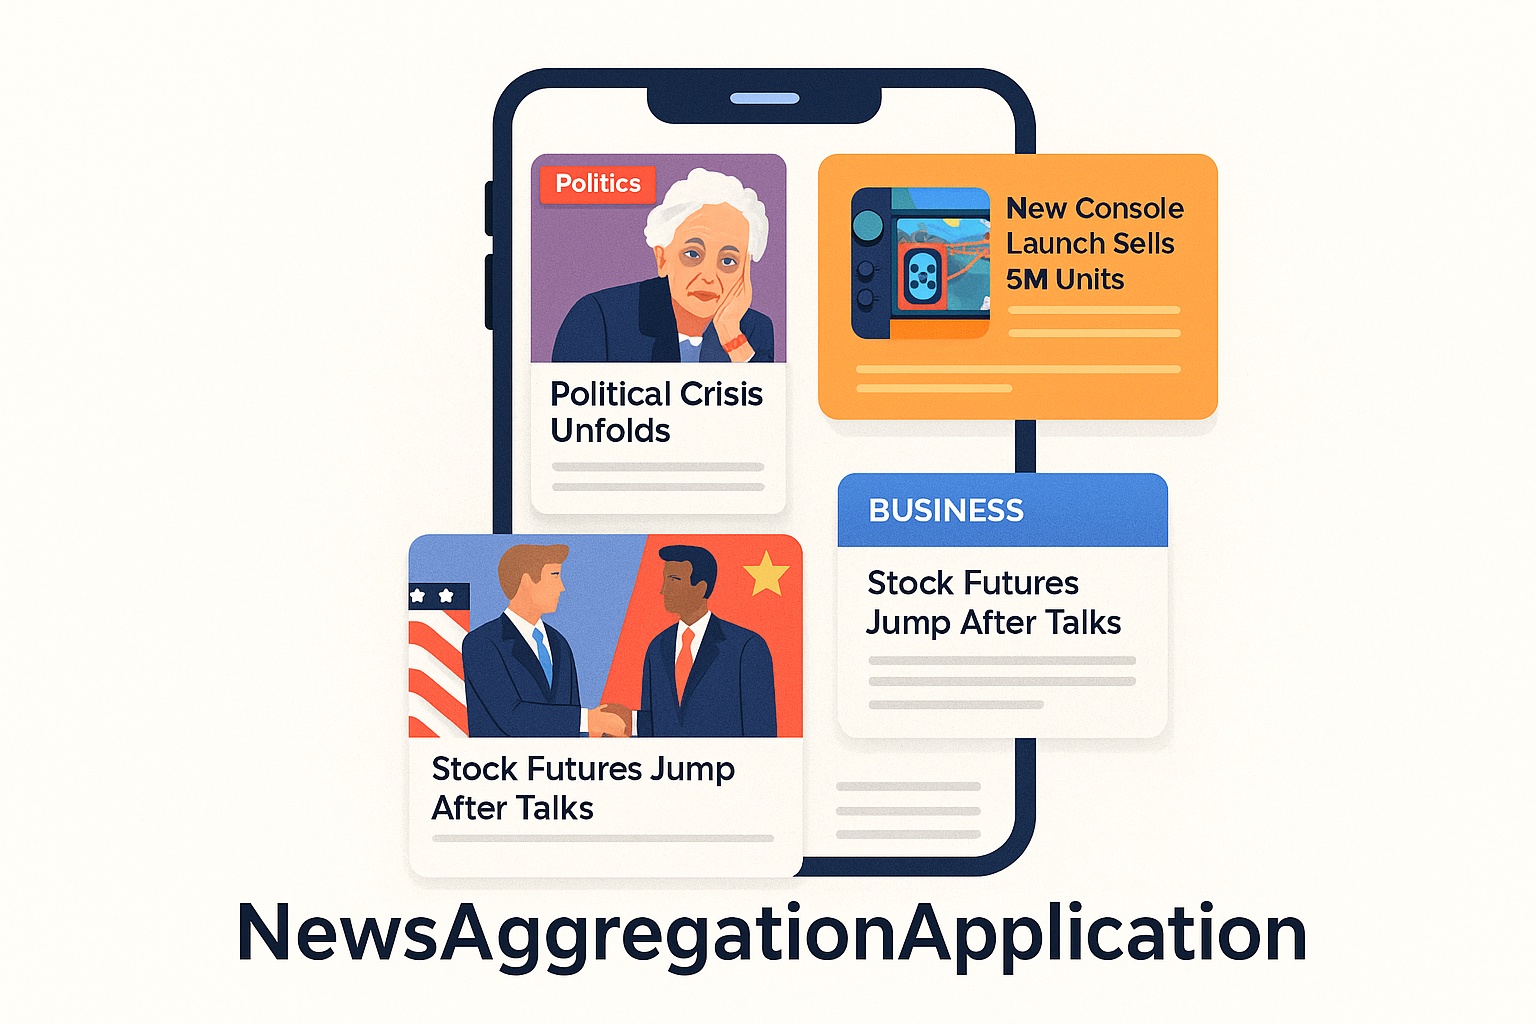 Politics
Political Crisis
Unfolds
New Console
Launch Sells
5M Units
BUSINESS
Stock Futures
Jump After Talks
Stock Futures Jump
After Talks
NewsAggregationApplication